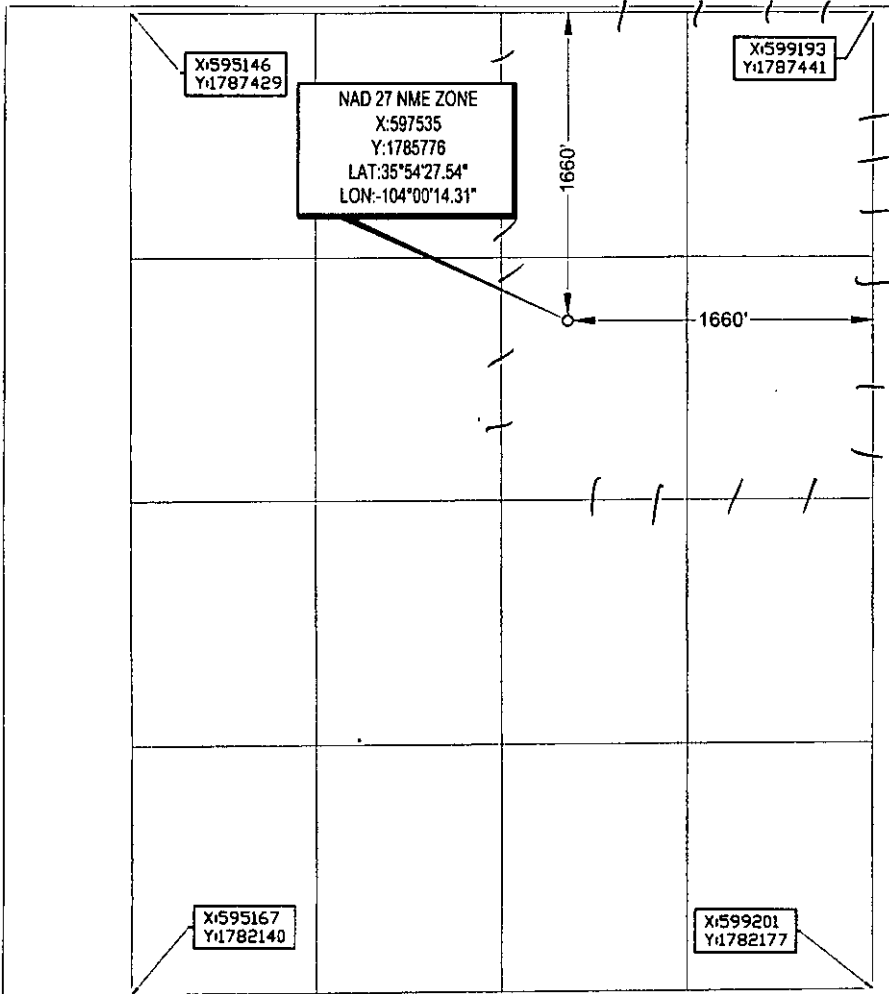 X:595146
Y:1787429
X:599193
Y:1787441
NAD 27 NME ZONE
X:597535
Y:1785776
LAT:35°54'27.54"
LON:-104°00'14.31"
1660'
1660'
X:595167
Y:1782140
X:599201
Y:1782177